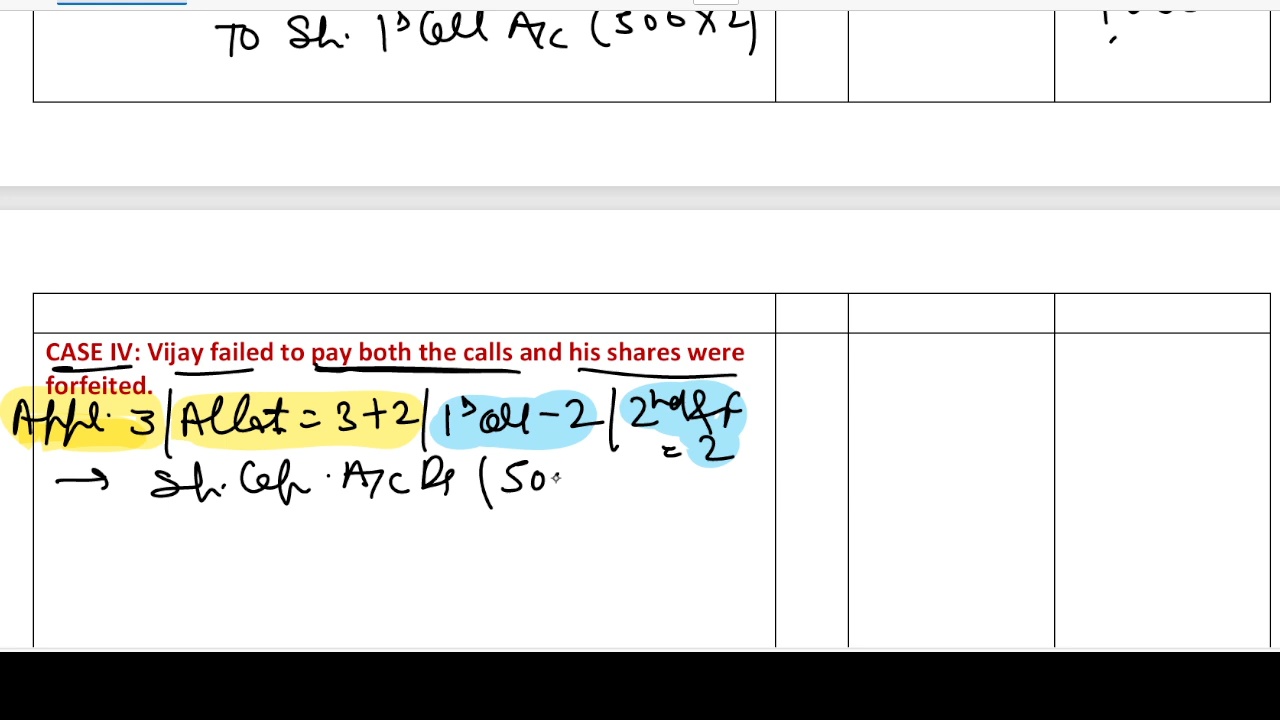 To Sh. 1st Call A/c (500 X 2)
CASE IV: Vijay failed to pay both the calls and his shares were
forfeited.
Appl. 3 | Allot = 3 + 2 | 1st Call - 2 | 2nd & f
= 2
→ Sh. Cap. A/c Dr (50